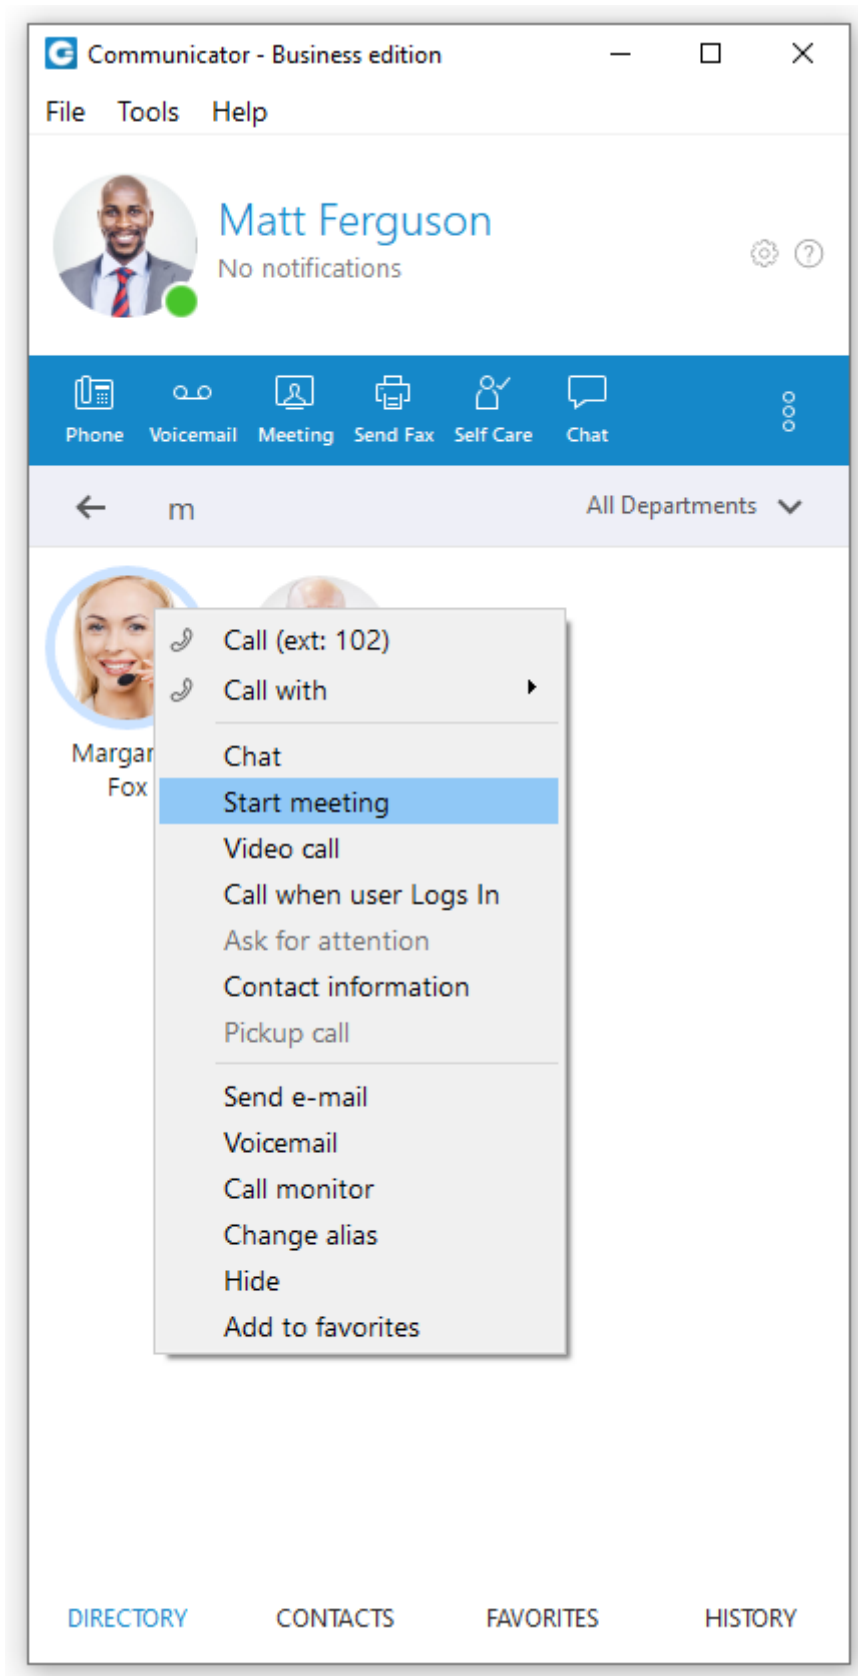 Communicator - Business edition
File Tools Help
Matt Ferguson
No notifications
Phone Voicemail Meeting Send Fax Self Care Chat
m All Departments
Call (ext: 102)
Call with
Fox
Chat
Start meeting
Video call
Call when user Logs In
Ask for attention
Contact information
Pickup call
Send e-mail
Voicemail
Call monitor
Change alias
Hide
Add to favorites
DIRECTORY CONTACTS FAVORITES HISTORY